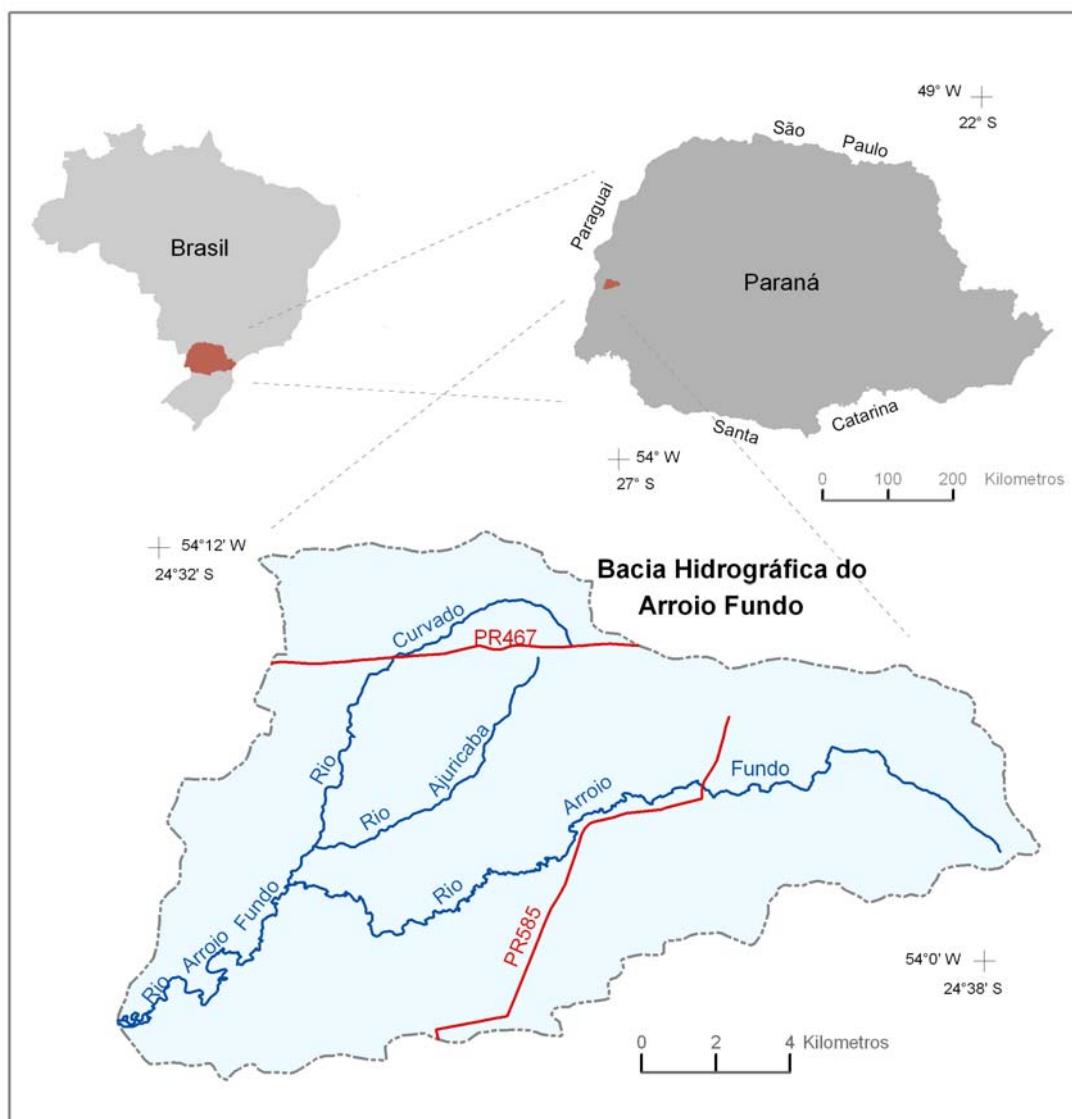 49° W
22° S
São Paulo
Paraguai
Brasil
Paraná
Santa Catarina
54° W
27° S
0 100 200 Kilometros
54°12' W
24°32' S
Bacia Hidrográfica do
Arroio Fundo
Rio Curvado
PR467
Rio Ajuricaba
Rio Arroio Fundo
PR585
Rio Arroio Fundo
54°0' W
24°38' S
0 2 4 Kilometros